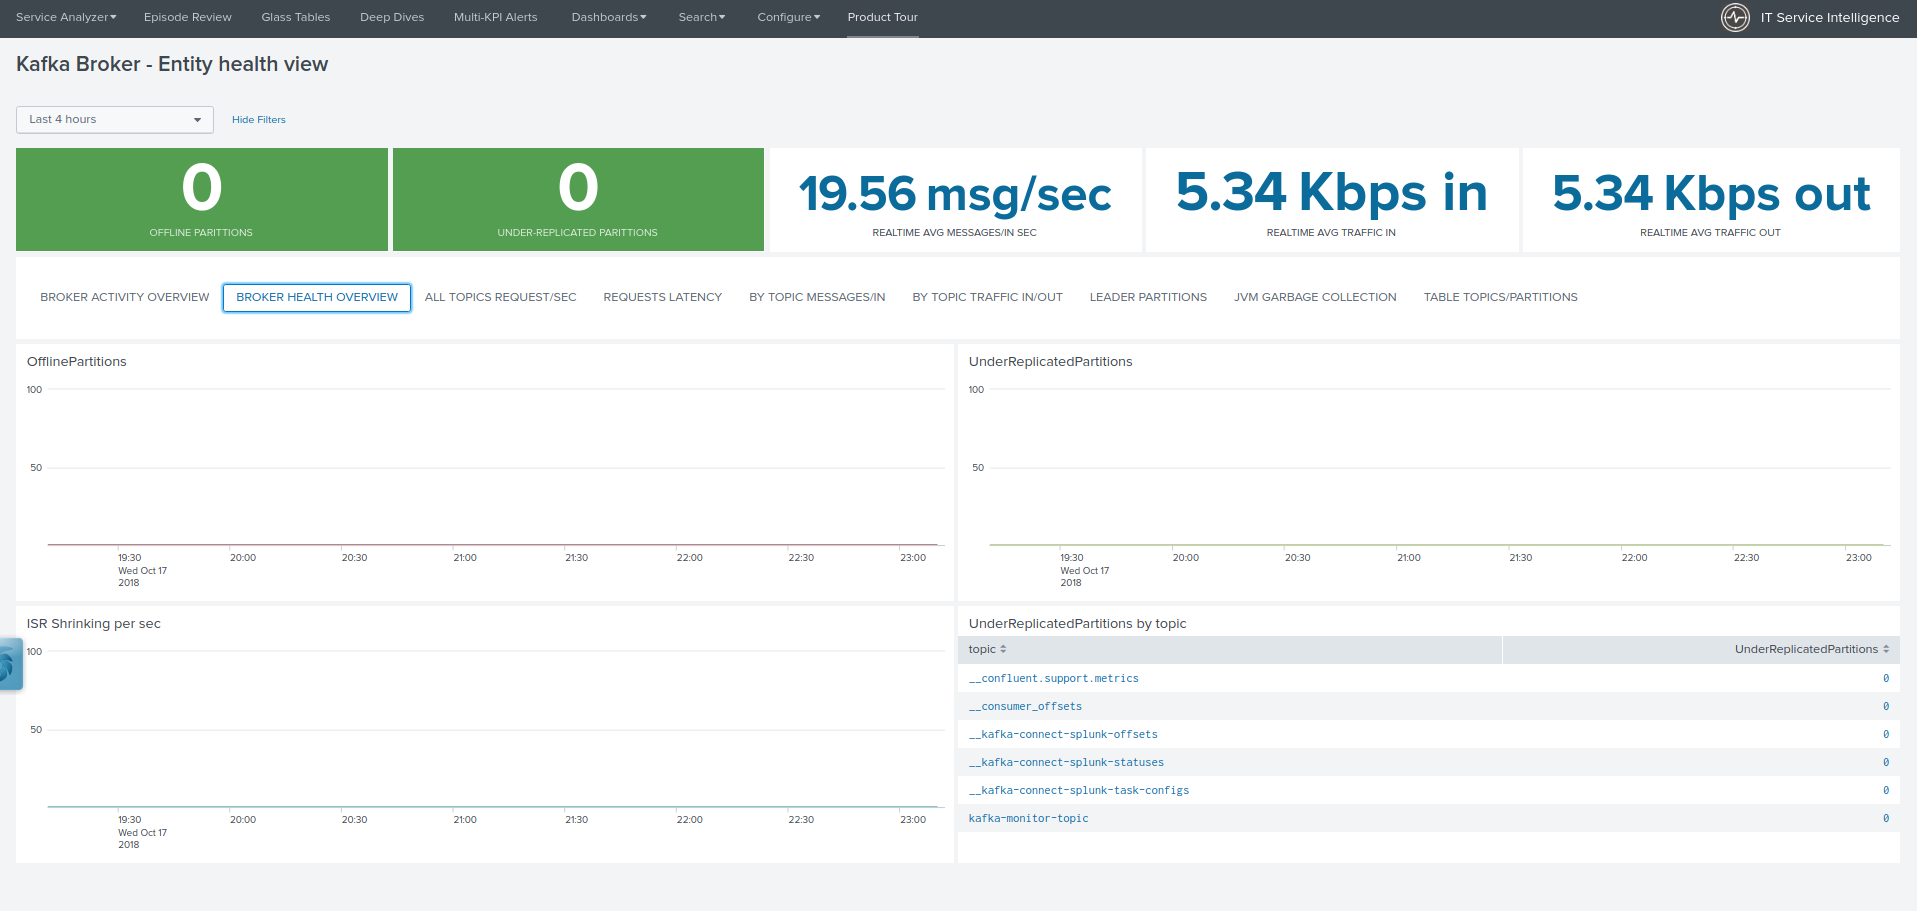 Service Analyzer Episode Review Glass Tables Deep Dives Multi-KPI Alerts Dashboards Search Configure Product Tour IT Service Intelligence
Kafka Broker - Entity health view
Last 4 hours Hide Filters
0 0 19.56 msg/sec 5.34 Kbps in 5.34 Kbps out
OFFLINE PARITTIONS UNDER-REPLICATED PARITTIONS REALTIME AVG MESSAGES/IN SEC REALTIME AVG TRAFFIC IN REALTIME AVG TRAFFIC OUT
BROKER ACTIVITY OVERVIEW BROKER HEALTH OVERVIEW ALL TOPICS REQUEST/SEC REQUESTS LATENCY BY TOPIC MESSAGES/IN BY TOPIC TRAFFIC IN/OUT LEADER PARTITIONS JVM GARBAGE COLLECTION TABLE TOPICS/PARTITIONS
OfflinePartitions
100
50
19:30 20:00 20:30 21:00 21:30 22:00 22:30 23:00
Wed Oct 17
2018
UnderReplicatedPartitions
100
50
19:30 20:00 20:30 21:00 21:30 22:00 22:30 23:00
Wed Oct 17
2018
ISR Shrinking per sec
100
50
19:30 20:00 20:30 21:00 21:30 22:00 22:30 23:00
Wed Oct 17
2018
UnderReplicatedPartitions by topic
topic UnderReplicatedPartitions
__confluent.support.metrics 0
__consumer_offsets 0
__kafka-connect-splunk-offsets 0
__kafka-connect-splunk-statuses 0
__kafka-connect-splunk-task-configs 0
kafka-monitor-topic 0